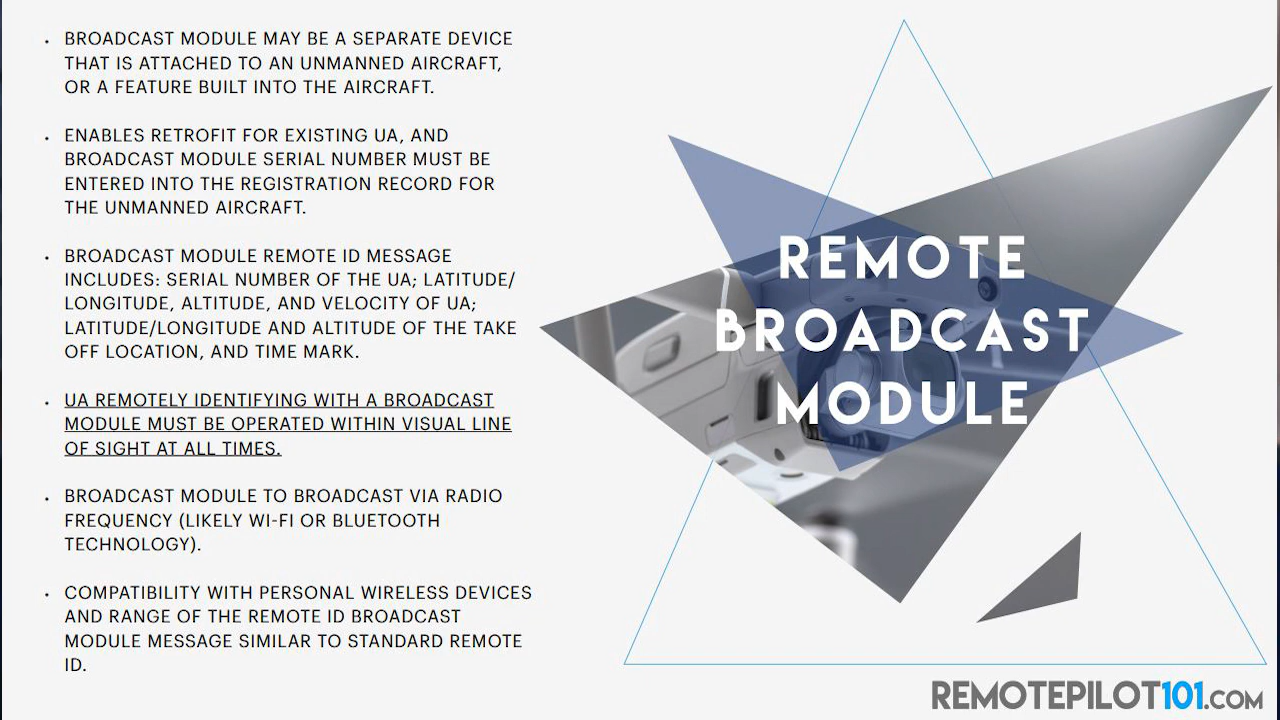 • BROADCAST MODULE MAY BE A SEPARATE DEVICE
THAT IS ATTACHED TO AN UNMANNED AIRCRAFT,
OR A FEATURE BUILT INTO THE AIRCRAFT.
• ENABLES RETROFIT FOR EXISTING UA, AND
BROADCAST MODULE SERIAL NUMBER MUST BE
ENTERED INTO THE REGISTRATION RECORD FOR
THE UNMANNED AIRCRAFT.
• BROADCAST MODULE REMOTE ID MESSAGE
INCLUDES: SERIAL NUMBER OF THE UA; LATITUDE/
LONGITUDE, ALTITUDE, AND VELOCITY OF UA;
LATITUDE/LONGITUDE AND ALTITUDE OF THE TAKE
OFF LOCATION, AND TIME MARK.
• UA REMOTELY IDENTIFYING WITH A BROADCAST
MODULE MUST BE OPERATED WITHIN VISUAL LINE
OF SIGHT AT ALL TIMES.
• BROADCAST MODULE TO BROADCAST VIA RADIO
FREQUENCY (LIKELY WI-FI OR BLUETOOTH
TECHNOLOGY).
• COMPATIBILITY WITH PERSONAL WIRELESS DEVICES
AND RANGE OF THE REMOTE ID BROADCAST
MODULE MESSAGE SIMILAR TO STANDARD REMOTE
ID.
REMOTE
BROADCAST
MODULE
REMOTEPILOT101.COM